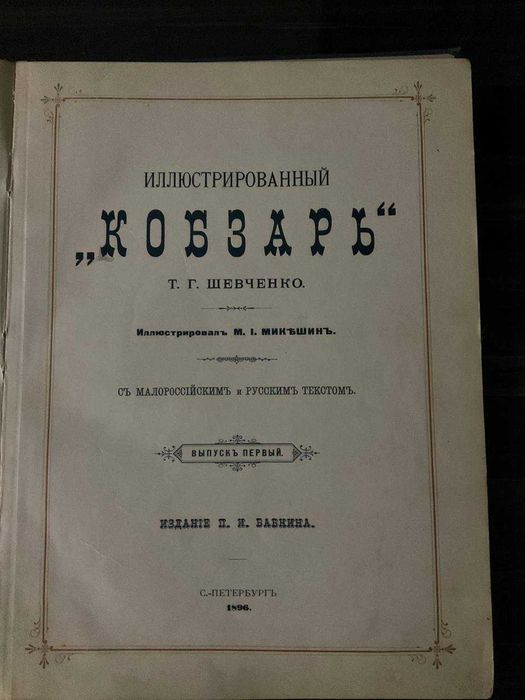 ИЛЛЮСТРИРОВАННЫЙ
„КОБЗАРЬ“
Т. Г. ШЕВЧЕНКО.
Иллюстрировалъ М. І. МИКѢШИНЪ.
СЪ МАЛОРОССІЙСКИМЪ и РУССКИМЪ ТЕКСТОМЪ.
ВЫПУСКЪ ПЕРВЫЙ.
ИЗДАНІЕ П. И. БАБКИНА.
С.-ПЕТЕРБУРГЪ
1896.